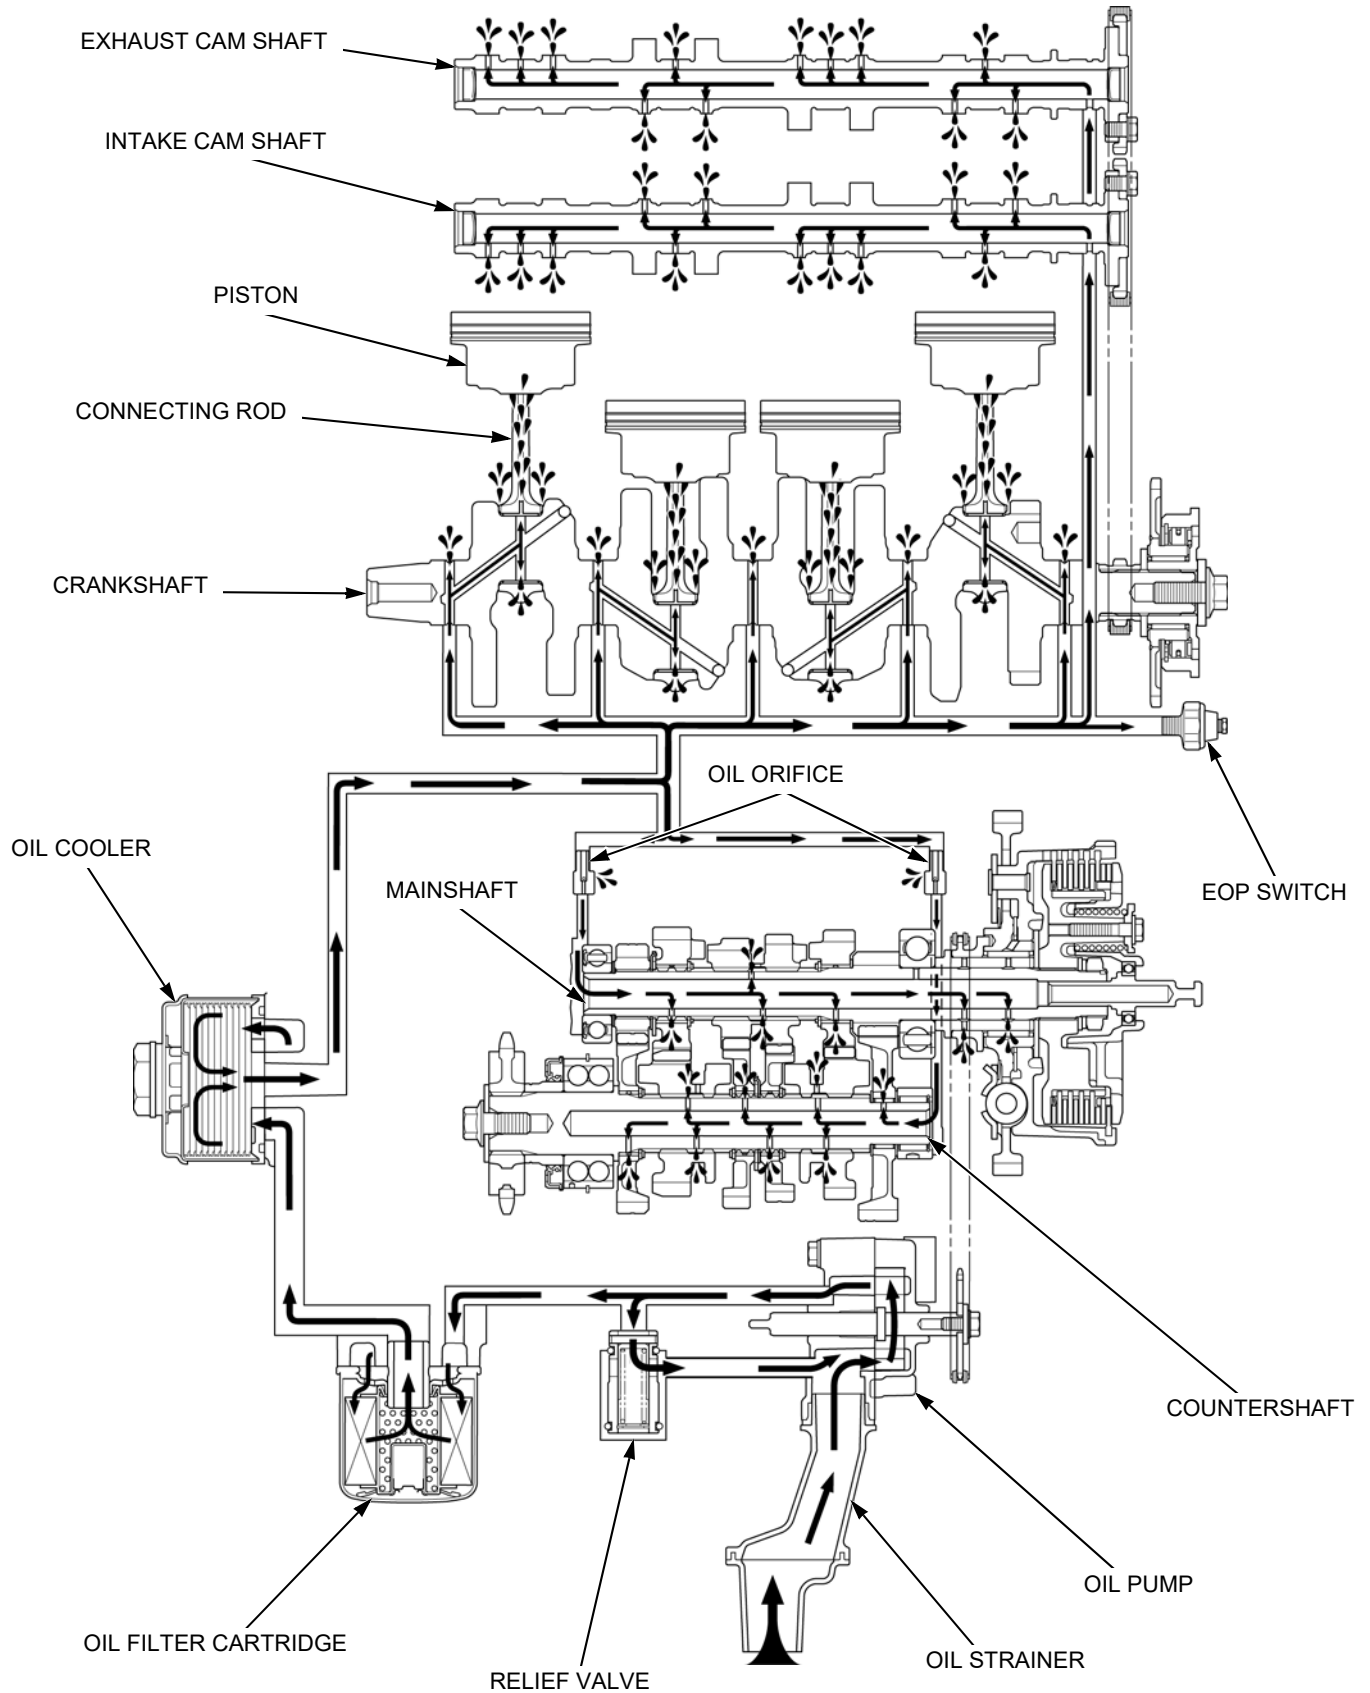 EXHAUST CAM SHAFT
INTAKE CAM SHAFT
PISTON
CONNECTING ROD
CRANKSHAFT
OIL ORIFICE
OIL COOLER
MAINSHAFT
EOP SWITCH
COUNTERSHAFT
OIL PUMP
OIL FILTER CARTRIDGE
OIL STRAINER
RELIEF VALVE